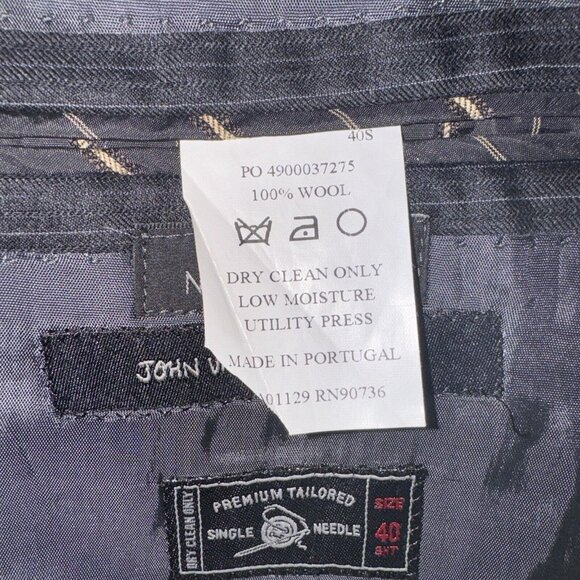 40S
PO 4900037275
100% WOOL
DRY CLEAN ONLY
LOW MOISTURE
UTILITY PRESS
MADE IN PORTUGAL
01129 RN90736
N
JOHN
PREMIUM TAILORED
SINGLE NEEDLE
DRY CLEAN ONLY
SIZE
40
SHT